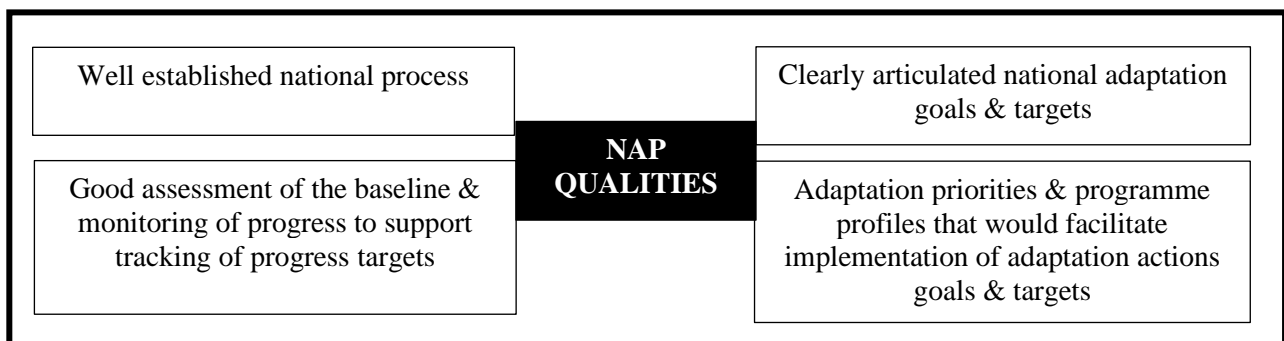 Well established national process
Good assessment of the baseline &
monitoring of progress to support
tracking of progress targets
NAP
QUALITIES
Clearly articulated national adaptation
goals & targets
Adaptation priorities & programme
profiles that would facilitate
implementation of adaptation actions
goals & targets